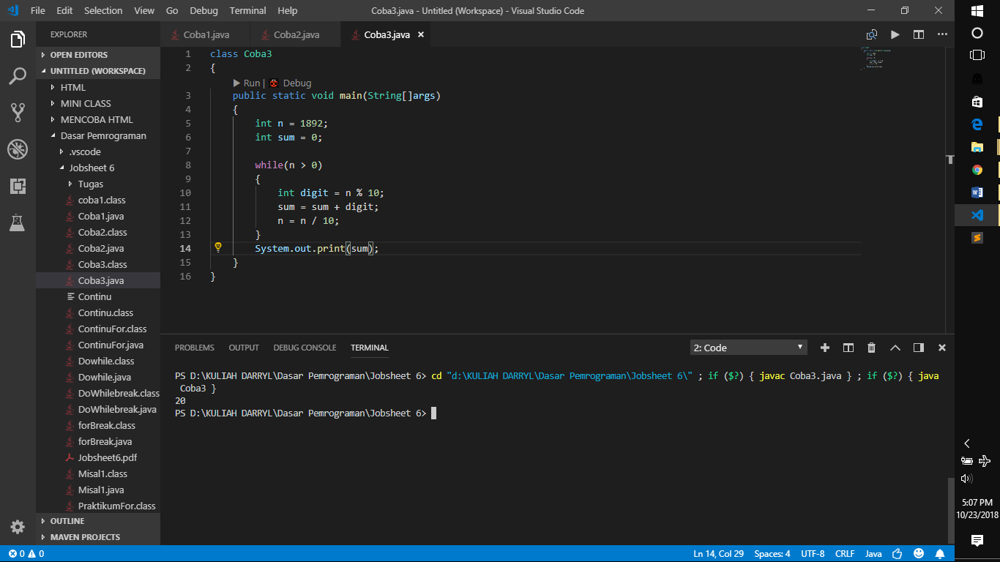 File Edit Selection View Go Debug Terminal Help
Coba3.java - Untitled (Workspace) - Visual Studio Code
EXPLORER
OPEN EDITORS
UNTITLED (WORKSPACE)
HTML
MINI CLASS
MENCOBA HTML
Dasar Pemrograman
.vscode
Jobsheet 6
Tugas
coba1.class
Coba1.java
Coba2.class
Coba2.java
Coba3.class
Coba3.java
Continu
Continu.class
ContinuFor.class
ContinuFor.java
Dowhile.class
Dowhile.java
DoWhilebreak.class
DoWhilebreak.java
forBreak.class
forBreak.java
Jobsheet6.pdf
Misal1.class
Misal1.java
PraktikumFor.class
OUTLINE
MAVEN PROJECTS
Coba1.java Coba2.java Coba3.java
1 class Coba3
2 {
Run | Debug
3 public static void main(String[]args)
4 {
5 int n = 1892;
6 int sum = 0;
7
8 while(n > 0)
9 {
10 int digit = n % 10;
11 sum = sum + digit;
12 n = n / 10;
13 }
14 System.out.print(sum);
15 }
16 }
PROBLEMS OUTPUT DEBUG CONSOLE TERMINAL
2: Code
PS D:\KULIAH DARRYL\Dasar Pemrograman\Jobsheet 6> cd "d:\KULIAH DARRYL\Dasar Pemrograman\Jobsheet 6\" ; if ($?) { javac Coba3.java } ; if ($?) { java
Coba3 }
20
PS D:\KULIAH DARRYL\Dasar Pemrograman\Jobsheet 6>
0 0
Ln 14, Col 29 Spaces: 4 UTF-8 CRLF Java
5:07 PM
10/23/2018